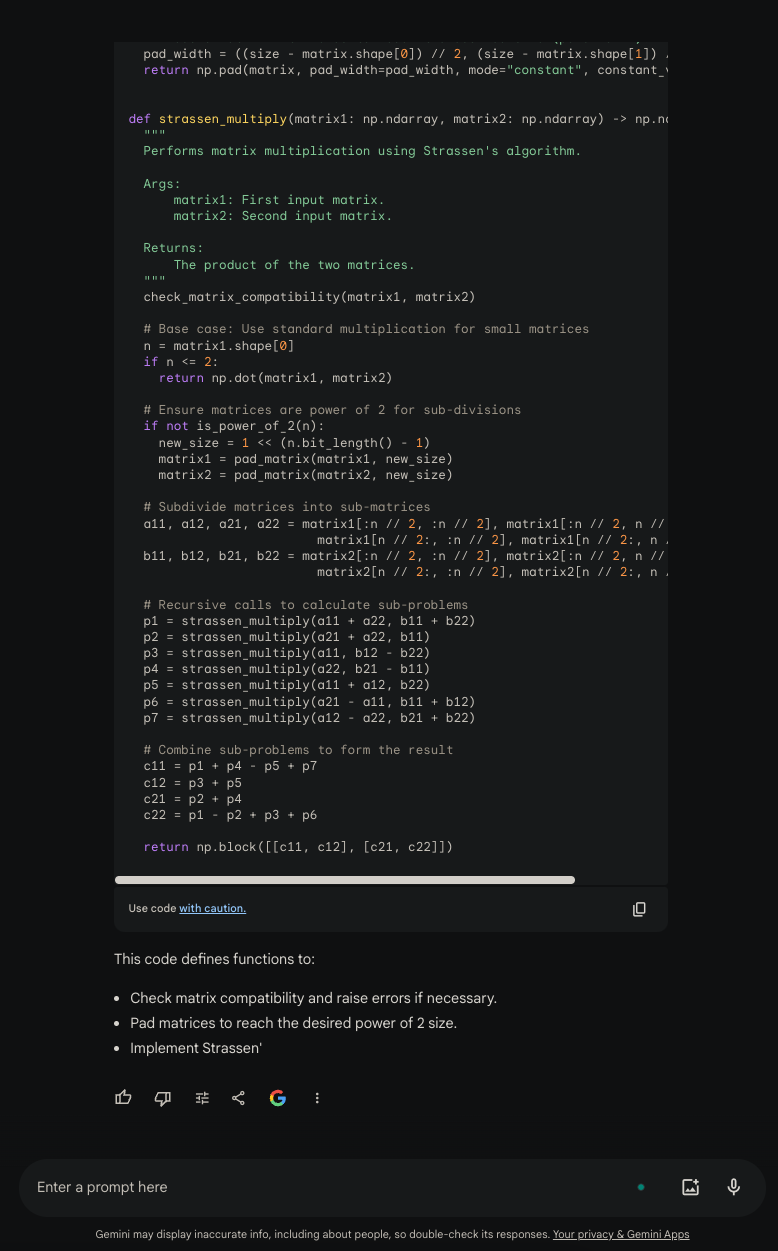 pad_width = ((size - matrix.shape[0]) // 2, (size - matrix.shape[1])
return np.pad(matrix, pad_width=pad_width, mode="constant",
def strassen_multiply(matrix1: np.ndarray, matrix2: np.ndarray) ->
"""
Performs matrix multiplication using Strassen's algorithm.
Args:
matrix1: First input matrix.
matrix2: Second input matrix.
Returns:
The product of the two matrices.
"""
check_matrix_compatibility(matrix1, matrix2)
# Base case: Use standard multiplication for small matrices
n = matrix1.shape[0]
if n <= 2:
return np.dot(matrix1, matrix2)
# Ensure matrices are power of 2 for sub-divisions
if not is_power_of_2(n):
new_size = 1 << (n.bit_length() - 1)
matrix1 = pad_matrix(matrix1, new_size)
matrix2 = pad_matrix(matrix2, new_size)
# Subdivide matrices into sub-matrices
a11, a12, a21, a22 = matrix1[:n // 2, :n // 2], matrix1[:n // 2, n //
matrix1[n // 2:, :n // 2], matrix1[n // 2:, n
b11, b12, b21, b22 = matrix2[:n // 2, :n // 2], matrix2[:n // 2, n //
matrix2[n // 2:, :n // 2], matrix2[n // 2:, n
# Recursive calls to calculate sub-problems
p1 = strassen_multiply(a11 + a22, b11 + b22)
p2 = strassen_multiply(a21 + a22, b11)
p3 = strassen_multiply(a11, b12 - b22)
p4 = strassen_multiply(a22, b21 - b11)
p5 = strassen_multiply(a11 + a12, b22)
p6 = strassen_multiply(a21 - a11, b11 + b12)
p7 = strassen_multiply(a12 - a22, b21 + b22)
# Combine sub-problems to form the result
c11 = p1 + p4 - p5 + p7
c12 = p3 + p5
c21 = p2 + p4
c22 = p1 - p2 + p3 + p6
return np.block([[c11, c12], [c21, c22]])
Use code with caution.
This code defines functions to:
• Check matrix compatibility and raise errors if necessary.
• Pad matrices to reach the desired power of 2 size.
• Implement Strassen'
Enter a prompt here
Gemini may display inaccurate info, including about people, so double-check its responses. Your privacy & Gemini Apps